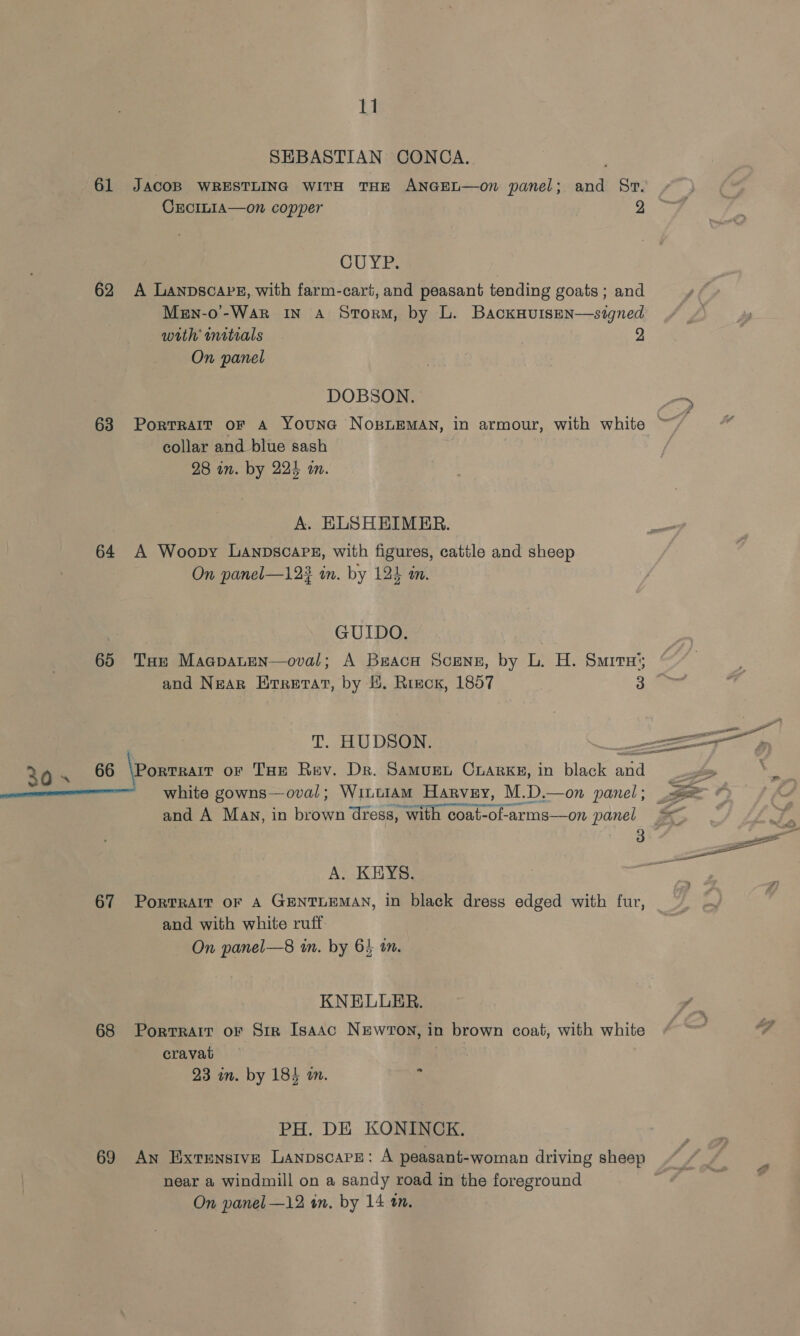 11
SEBASTIAN CONCA.
61 JACOB WRESTLING WITH THE ANGEL—on panel; and ST.
CECILIA—on copper 2
CUYP.
62 A LANDSCAPE, with farm-cart, and peasant tending goats; and
MEN-O'-WAR IN A STORM, by L. BACKHUISEN—signed
with initials 2
On panel
DOBSON.
63 PORTRAIT OF A YOUNG NOBLEMAN, in armour, with white
collar and blue sash
28 in. by 22½ in.
A. ELSHEIMER.
64 A WOODY LANDSCAPE, with figures, cattle and sheep
On panel—12¾ in. by 12½ in.
GUIDO.
65 THE MAGDALEN—oval; A BEACH SCENE, by L. H. SMITH;
and NEAR ETRETAT, by E. RIECK, 1857 3
T. HUDSON.
30 66 PORTRAIT OF THE REV. DR. SAMUEL CLARKE, in black and
white gowns—oval; WILLIAM HARVEY, M.D.—on panel;
and A MAN, in brown dress, with coat-of-arms—on panel
3
A. KEYS.
67 PORTRAIT OF A GENTLEMAN, in black dress edged with fur,
and with white ruff
On panel—8 in. by 6½ in.
KNELLER.
68 PORTRAIT OF SIR ISAAC NEWTON, in brown coat, with white
cravat
23 in. by 18½ in.
PH. DE KONINCK.
69 AN EXTENSIVE LANDSCAPE: A peasant-woman driving sheep
near a windmill on a sandy road in the foreground
On panel—12 in. by 14 in.